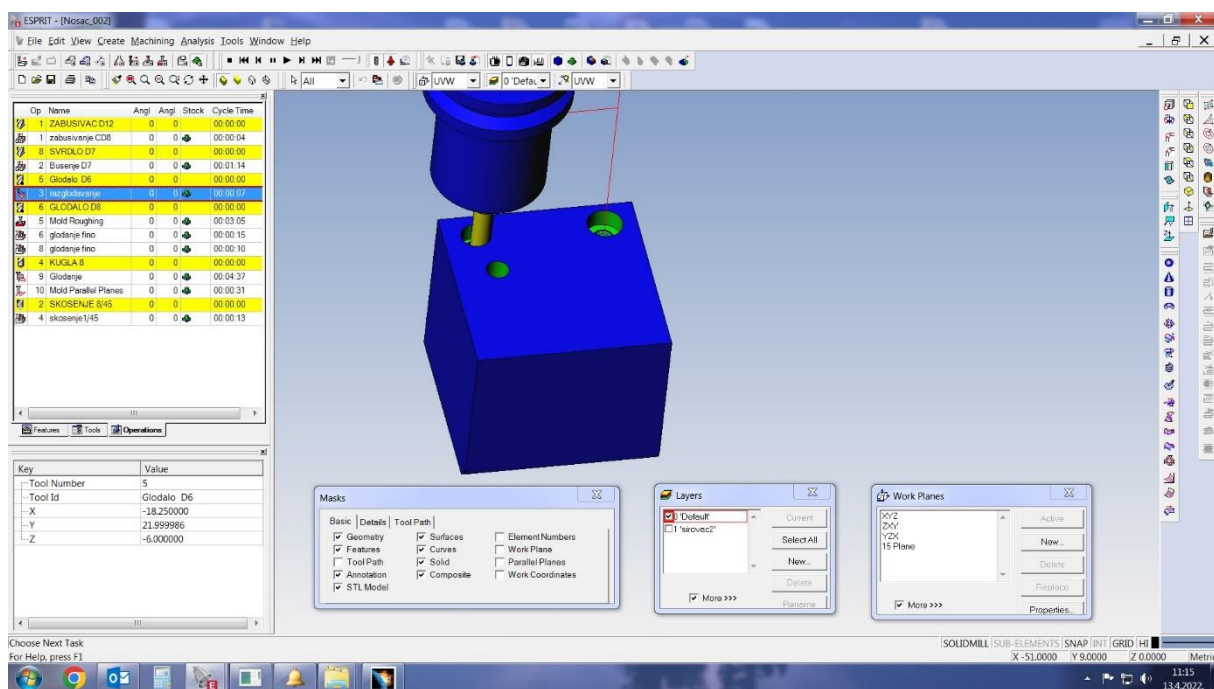 ESPRIT - [Nosac_002]
File Edit View Create Machining Analysis Tools Window Help
All UVW 0 'Defau UVW
Op Name Angl Angl Stock Cycle Time
1 ZABUSIVAC D12 0 0 00:00:00
1 zabusivanje CD8 0 0 00:00:04
8 SVRDLO D7 0 0 00:00:00
2 Busenje D7 0 0 00:01:14
5 Glodalo D6 0 0 00:00:00
3 razglodavanje 0 0 00:00:07
6 GLODALO D8 0 0 00:00:00
5 Mold Roughing 0 0 00:03:05
6 glodanje fino 0 0 00:00:15
8 glodanje fino 0 0 00:00:10
4 KUGLA 8 0 0 00:00:00
9 Glodanje 0 0 00:04:37
10 Mold Parallel Planes 0 0 00:00:31
2 SKOSENJE 8/45 0 0 00:00:00
4 skosenje1/45 0 0 00:00:13
Features Tools Operations
Key Value
Tool Number 5
Tool Id Glodalo D6
X -18.250000
Y 21.999986
Z -6.000000
Masks
Basic Details Tool Path
Geometry Surfaces Element Numbers
Features Curves Work Plane
Tool Path Solid Parallel Planes
Annotation Composite Work Coordinates
STL Model
Layers
0 'Default' Current
1 'sirovac2' Select All
New...
Delete
More >>> Rename
Work Planes
XYZ Active
ZXY
YZX New...
15 Plane Delete
Replace
More >>> Properties...
Choose Next Task SOLIDMILL SUB-ELEMENTS SNAP INT GRID HI
For Help, press F1 X -51.0000 Y 9.0000 Z 0.0000 Metric
11:15
13.4.2022.